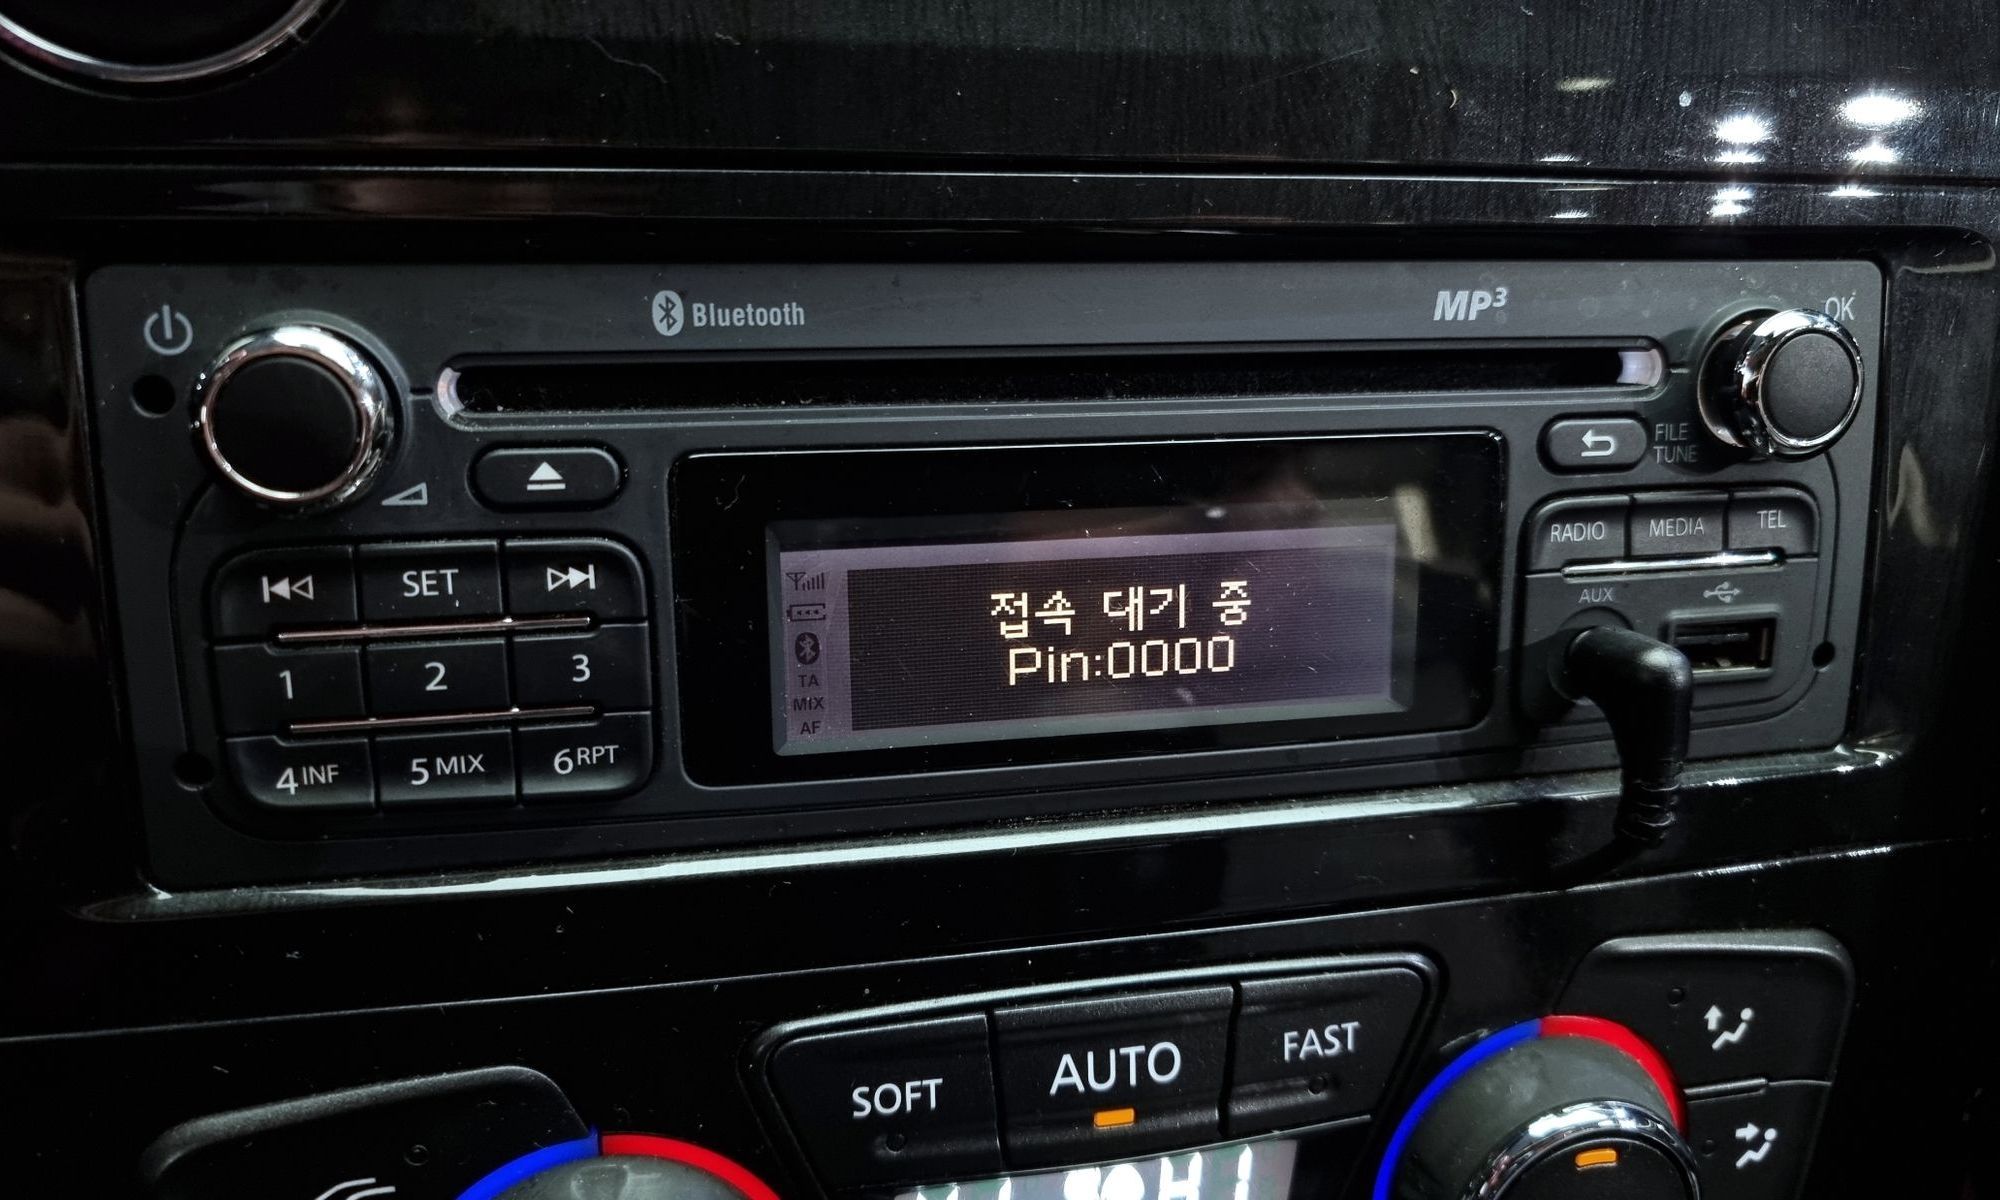 Bluetooth
MP3
OK
FILE
TUNE
SET
RADIO
MEDIA
TEL
AUX
접속 대기 중
Pin:0000
TA
MIX
AF
1
2
3
4 INF
5 MIX
6 RPT
SOFT
AUTO
FAST